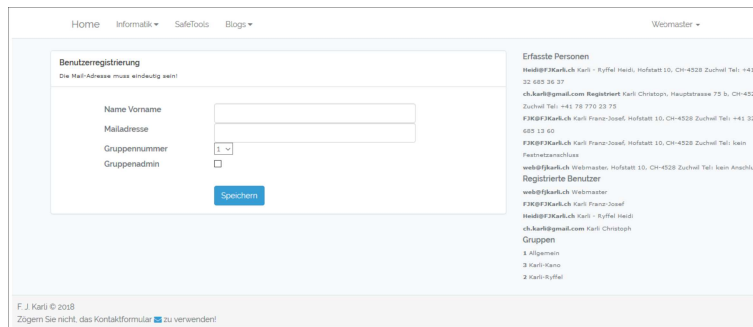 Home Informatik SafeTools Blogs Webmaster
Benutzerregistrierung
Die Mail-Adresse muss eindeutig sein!
Name Vorname
Mailadresse
Gruppennummer 1
Gruppenadmin
Speichern
Erfasste Personen
Heidi@FJKarli.ch Karli - Ryffel Heidi, Hofstatt 10, CH-4528 Zuchwil Tel: +41
32 685 36 37
ch.karli@gmail.com Registriert Karli Christoph, Hauptstrasse 75 b, CH-452
Zuchwil Tel: +41 78 770 23 75
FJK@FJKarli.ch Karli Franz-Josef, Hofstatt 10, CH-4528 Zuchwil Tel: +41 32
685 13 60
FJK@FJKarli.ch Karli Franz-Josef, Hofstatt 10, CH-4528 Zuchwil Tel: kein
Festnetzanschluss
web@fjkarli.ch Webmaster, Hofstatt 10, CH-4528 Zuchwil Tel: kein Anschlu
Registrierte Benutzer
web@fjkarli.ch Webmaster
FJK@FJKarli.ch Karli Franz-Josef
Heidi@FJKarli.ch Karli - Ryffel Heidi
ch.karli@gmail.com Karli Christoph
Gruppen
1 Allgemein
3 Karli-Kano
2 Karli-Ryffel
F. J. Karli © 2018
Zögern Sie nicht, das Kontaktformular zu verwenden!